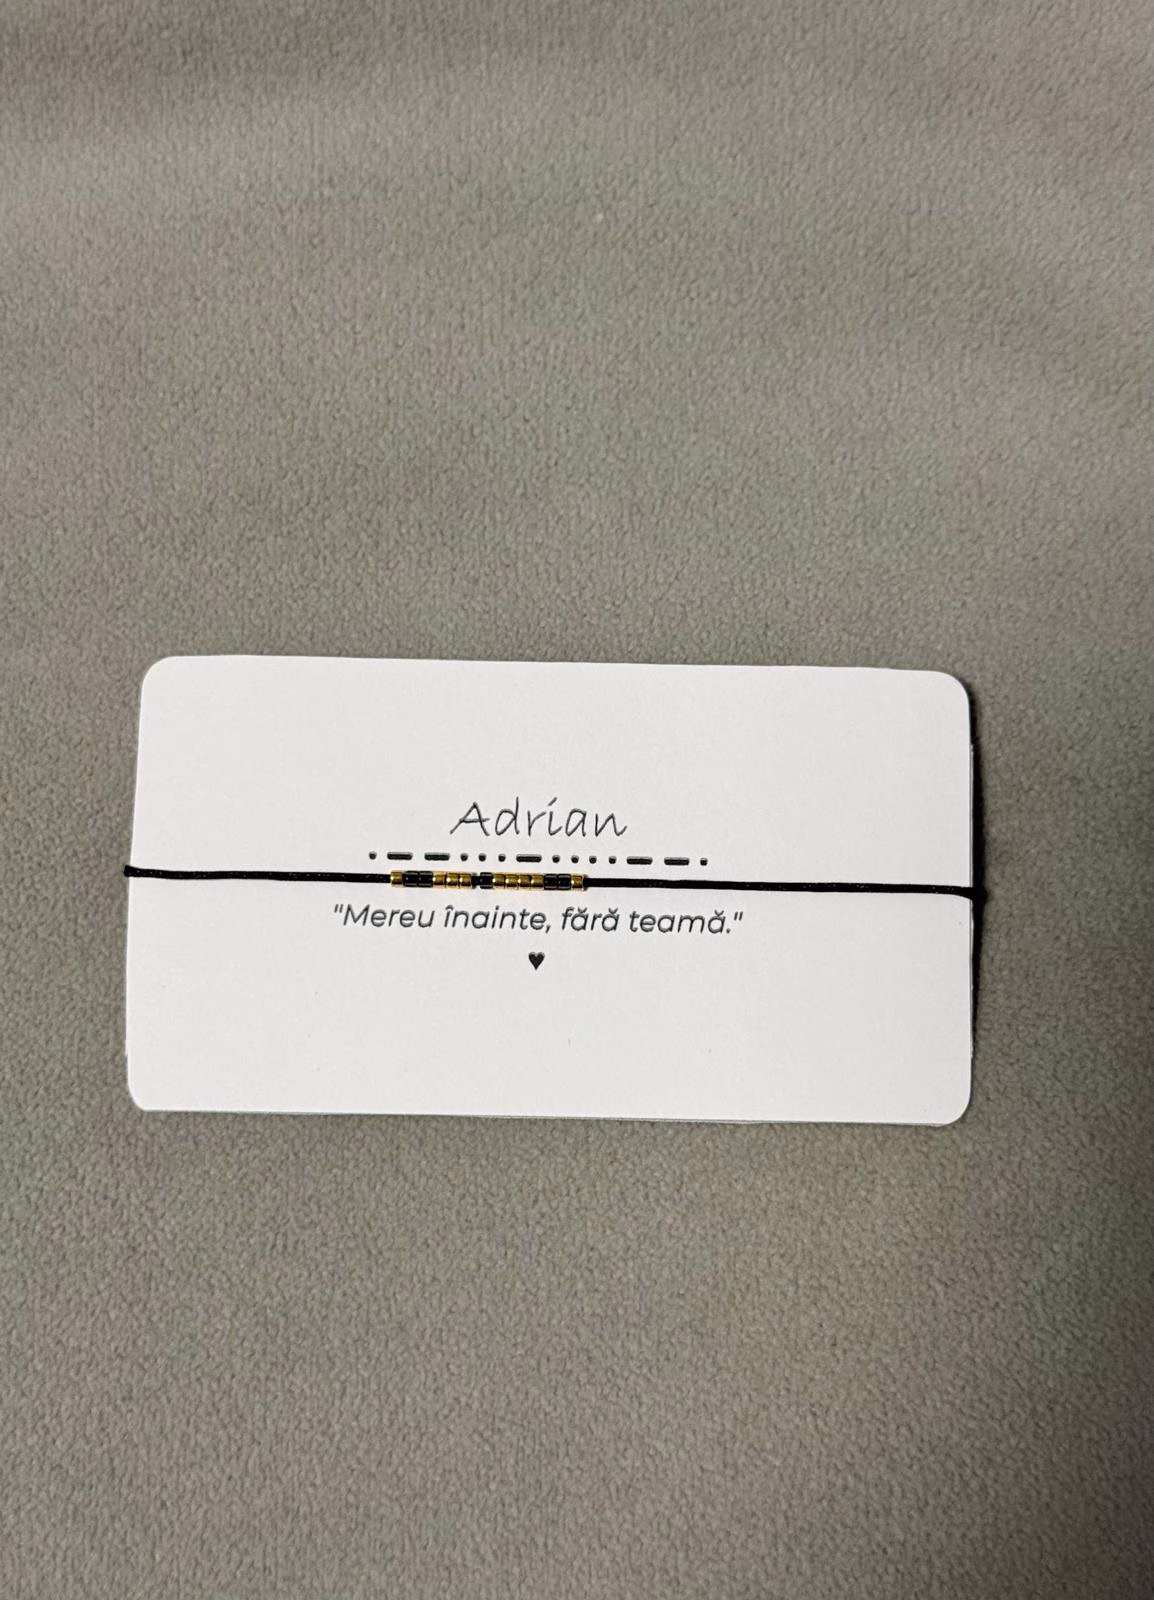 Adrian
. _ _ . . . _ . . . . _ _ .
"Mereu înainte, fără teamă."
♥